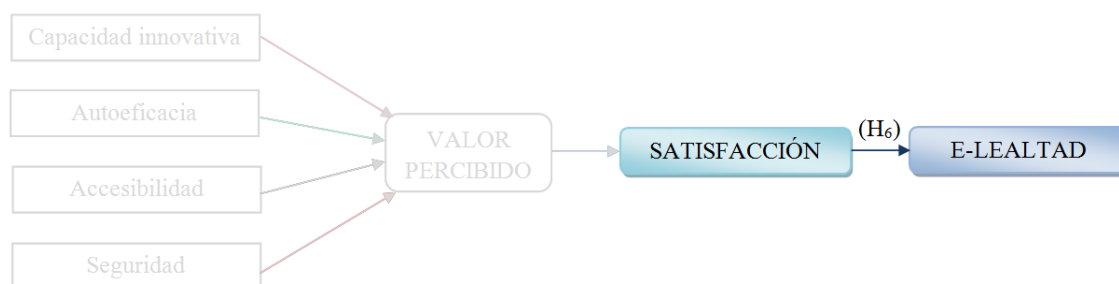 Capacidad innovativa
Autoeficacia
Accesibilidad
Seguridad
VALOR
PERCIBIDO
SATISFACCIÓN
(H₆)
E-LEALTAD